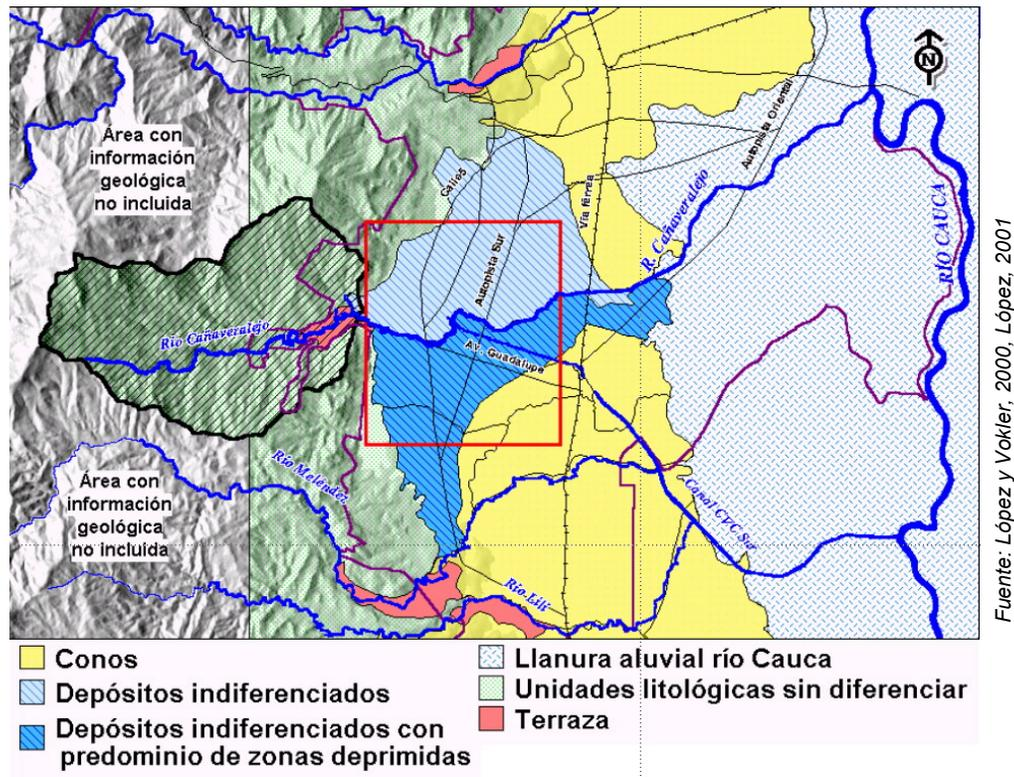 Área con
información
geológica
no incluida
N
Calle5
Autopista Oriental
Vía férrea
R. Cañaveralejo
RÍO CAUCA
Autopista Sur
Río Cañaveralejo
Av. Guadalupe
Área con
información
geológica
no incluida
Río Meléndez
Canal CVC Sur
Río Lili
Fuente: López y Vokler, 2000, López, 2001
Conos
Depósitos indiferenciados
Depósitos indiferenciados con
predominio de zonas deprimidas
Llanura aluvial río Cauca
Unidades litológicas sin diferenciar
Terraza